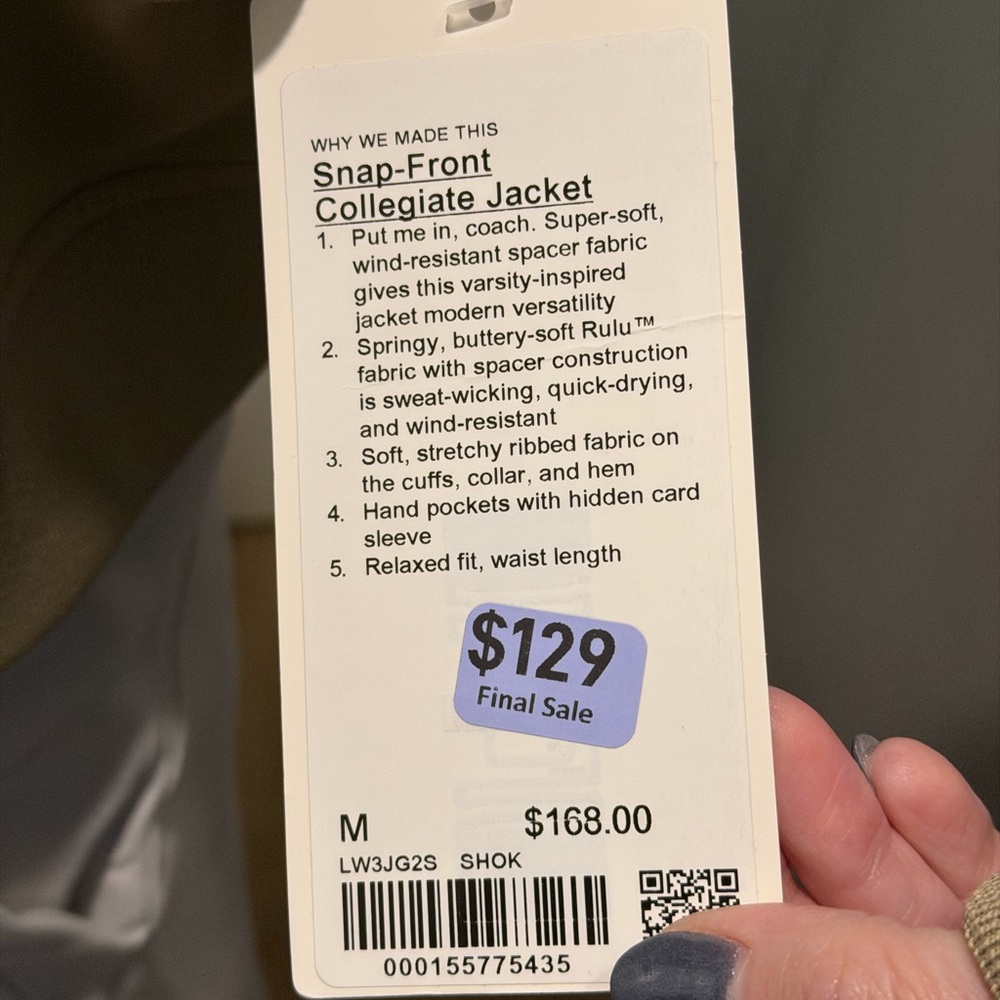 WHY WE MADE THIS
Snap-Front
Collegiate Jacket
1. Put me in, coach. Super-soft,
wind-resistant spacer fabric
gives this varsity-inspired
jacket modern versatility
2. Springy, buttery-soft Rulu™
fabric with spacer construction
is sweat-wicking, quick-drying,
and wind-resistant
3. Soft, stretchy ribbed fabric on
the cuffs, collar, and hem
4. Hand pockets with hidden card
sleeve
5. Relaxed fit, waist length
$129
Final Sale
M $168.00
LW3JG2S SHOK
000155775435